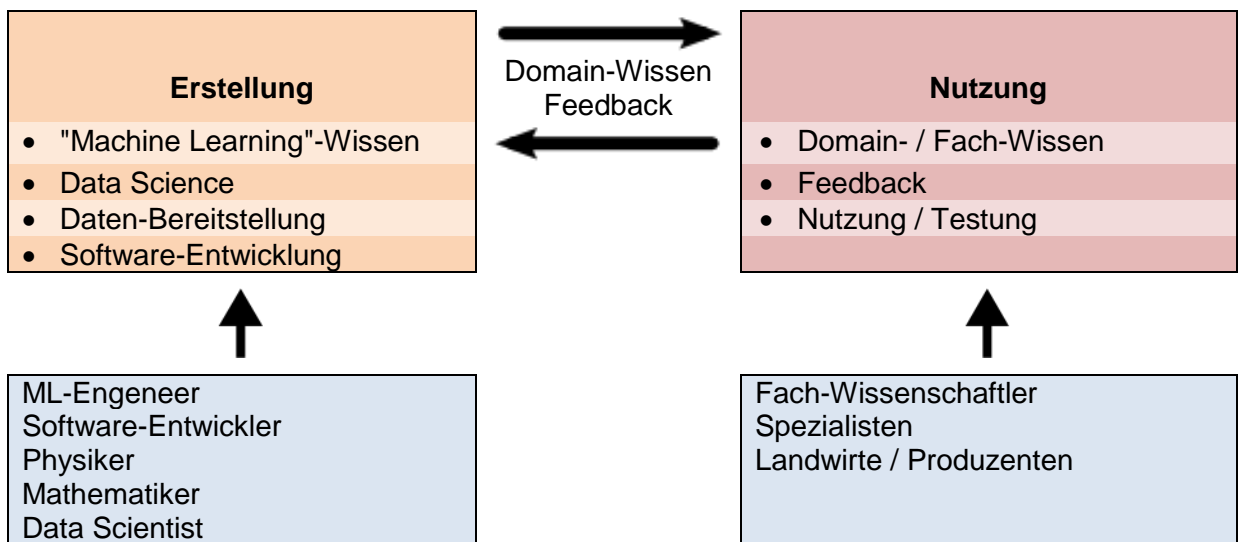 Erstellung
• "Machine Learning"-Wissen
• Data Science
• Daten-Bereitstellung
• Software-Entwicklung
Domain-Wissen
Feedback
Nutzung
• Domain- / Fach-Wissen
• Feedback
• Nutzung / Testung
ML-Engeneer
Software-Entwickler
Physiker
Mathematiker
Data Scientist
Fach-Wissenschaftler
Spezialisten
Landwirte / Produzenten